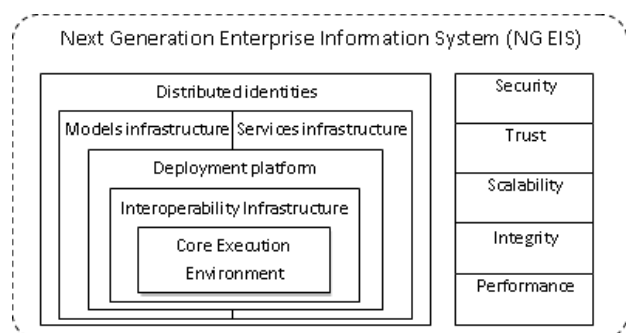 Next Generation Enterprise Information System (NG EIS)
Distributed identities
Models infrastructure
Services infrastructure
Deployment platform
Interoperability Infrastructure
Core Execution
Environment
Security
Trust
Scalability
Integrity
Performance